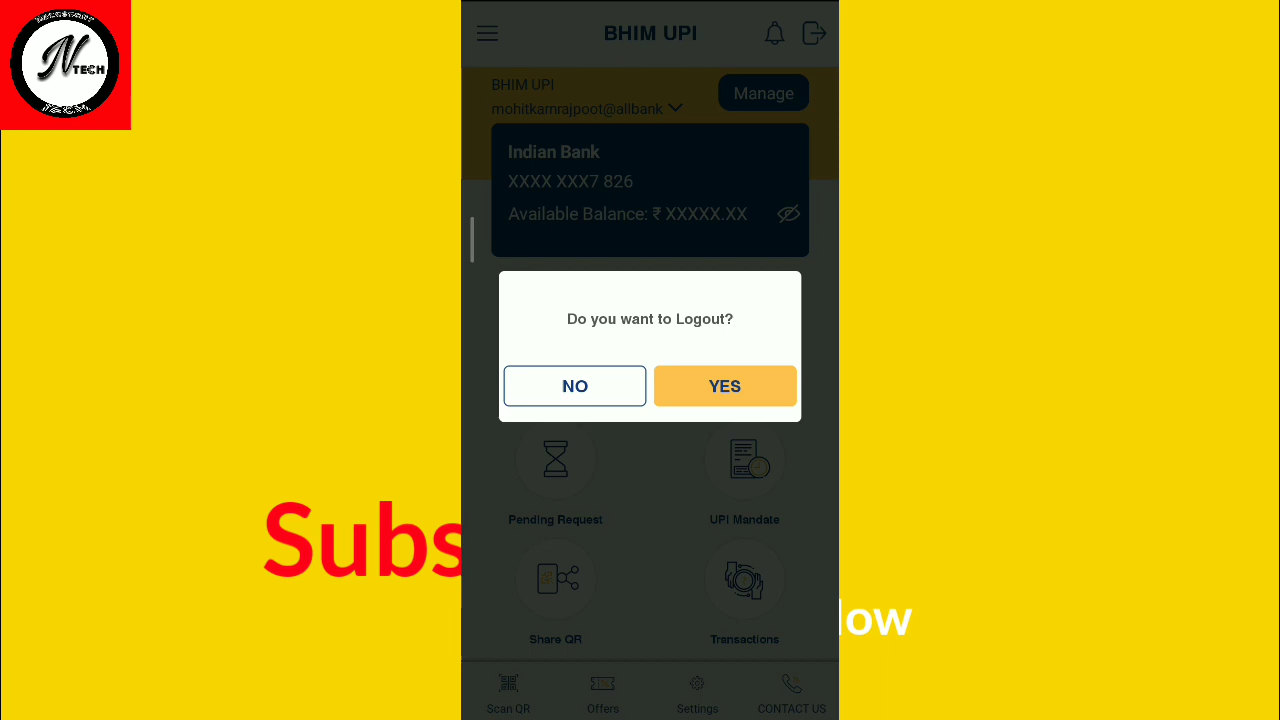 NECESSARY
N TECH
TECH
BHIM UPI
BHIM UPI
mohitkamrajpoot@allbank
Manage
Indian Bank
XXXX XXX7 826
Available Balance: ₹ XXXXX.XX
Do you want to Logout?
NO
YES
Pending Request
UPI Mandate
Subs
Share QR
Transactions
low
Scan QR
Offers
Settings
CONTACT US